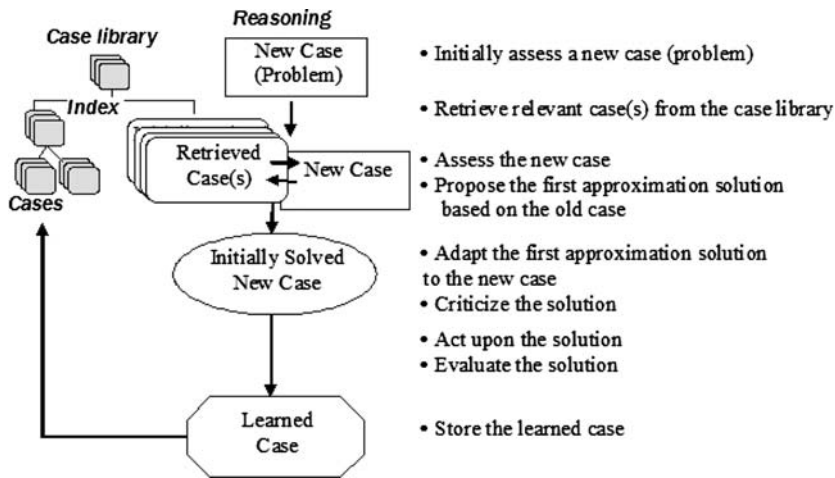 Reasoning
Case library
New Case
(Problem)
• Initially assess a new case (problem)
Index
• Retrieve relevant case(s) from the case library
Retrieved
Case(s)
New Case
• Assess the new case
• Propose the first approximation solution
based on the old case
Cases
Initially Solved
New Case
• Adapt the first approximation solution
to the new case
• Criticize the solution
• Act upon the solution
• Evaluate the solution
Learned
Case
• Store the learned case